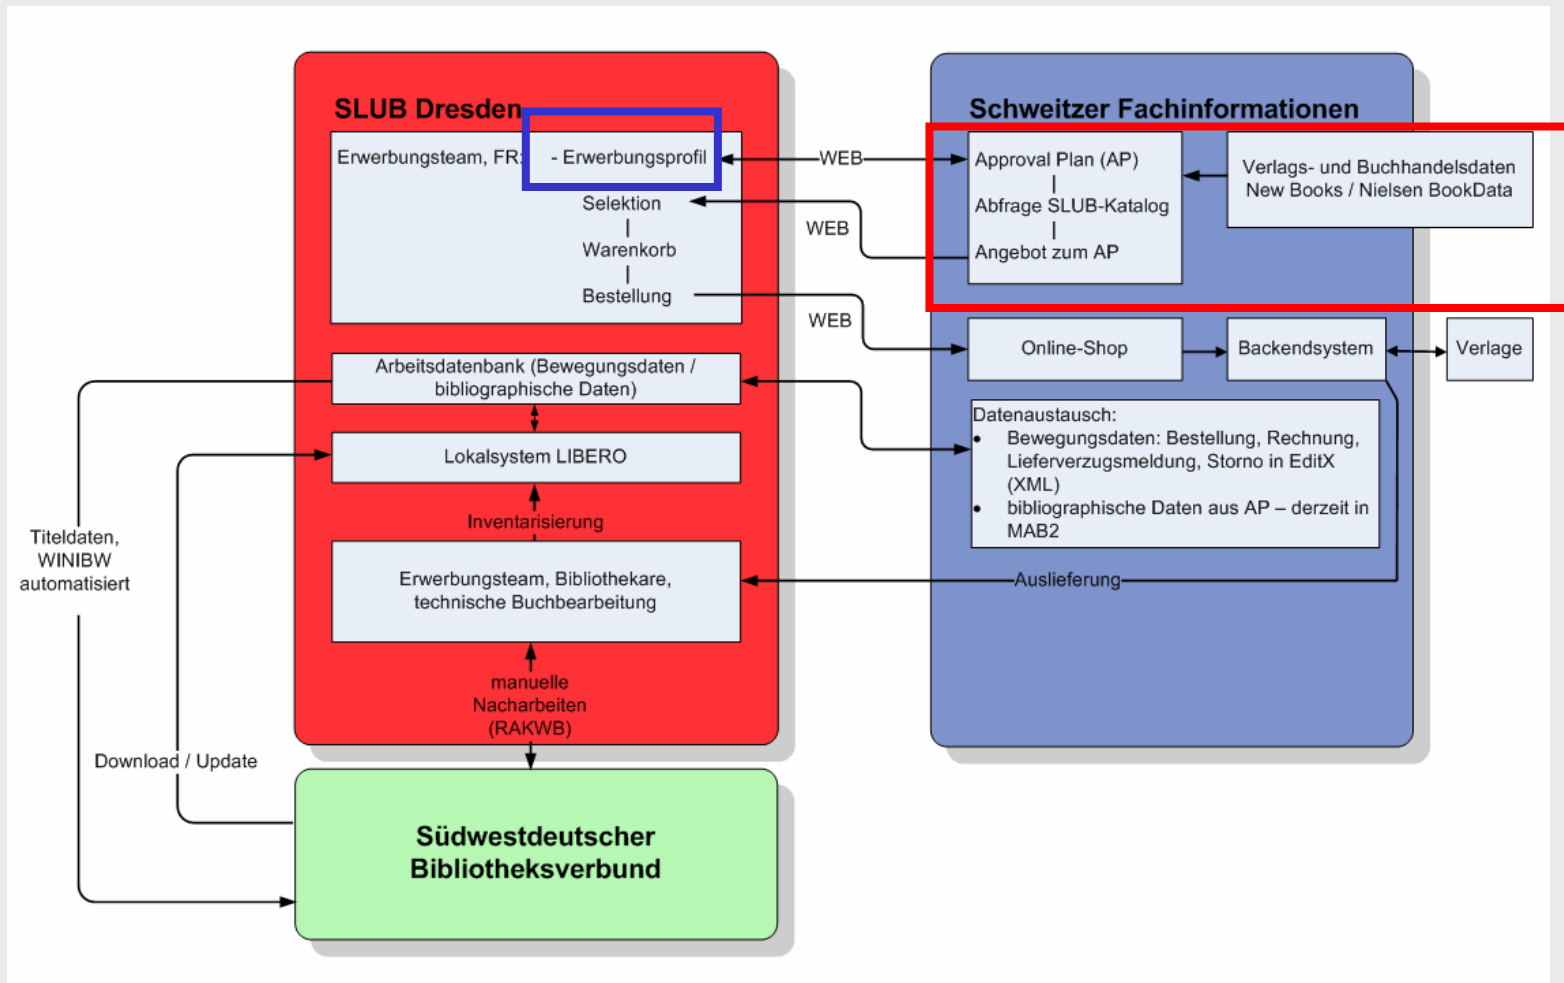 SLUB Dresden
Erwerbungsteam, FR:
- Erwerbungsprofil
Selektion
|
Warenkorb
|
Bestellung
Arbeitsdatenbank (Bewegungsdaten /
bibliographische Daten)
Lokalsystem LIBERO
Inventarisierung
Erwerbungsteam, Bibliothekare,
technische Buchbearbeitung
manuelle
Nacharbeiten
(RAKWB)
WEB
WEB
WEB
Schweitzer Fachinformationen
Approval Plan (AP)
|
Abfrage SLUB-Katalog
|
Angebot zum AP
Verlags- und Buchhandelsdaten
New Books / Nielsen BookData
Online-Shop
Backendsystem
Verlage
Datenaustausch:
• Bewegungsdaten: Bestellung, Rechnung,
Lieferverzugsmeldung, Storno in EditX
(XML)
• bibliographische Daten aus AP – derzeit in
MAB2
Auslieferung
Titeldaten,
WINIBW
automatisiert
Download / Update
Südwestdeutscher
Bibliotheksverbund